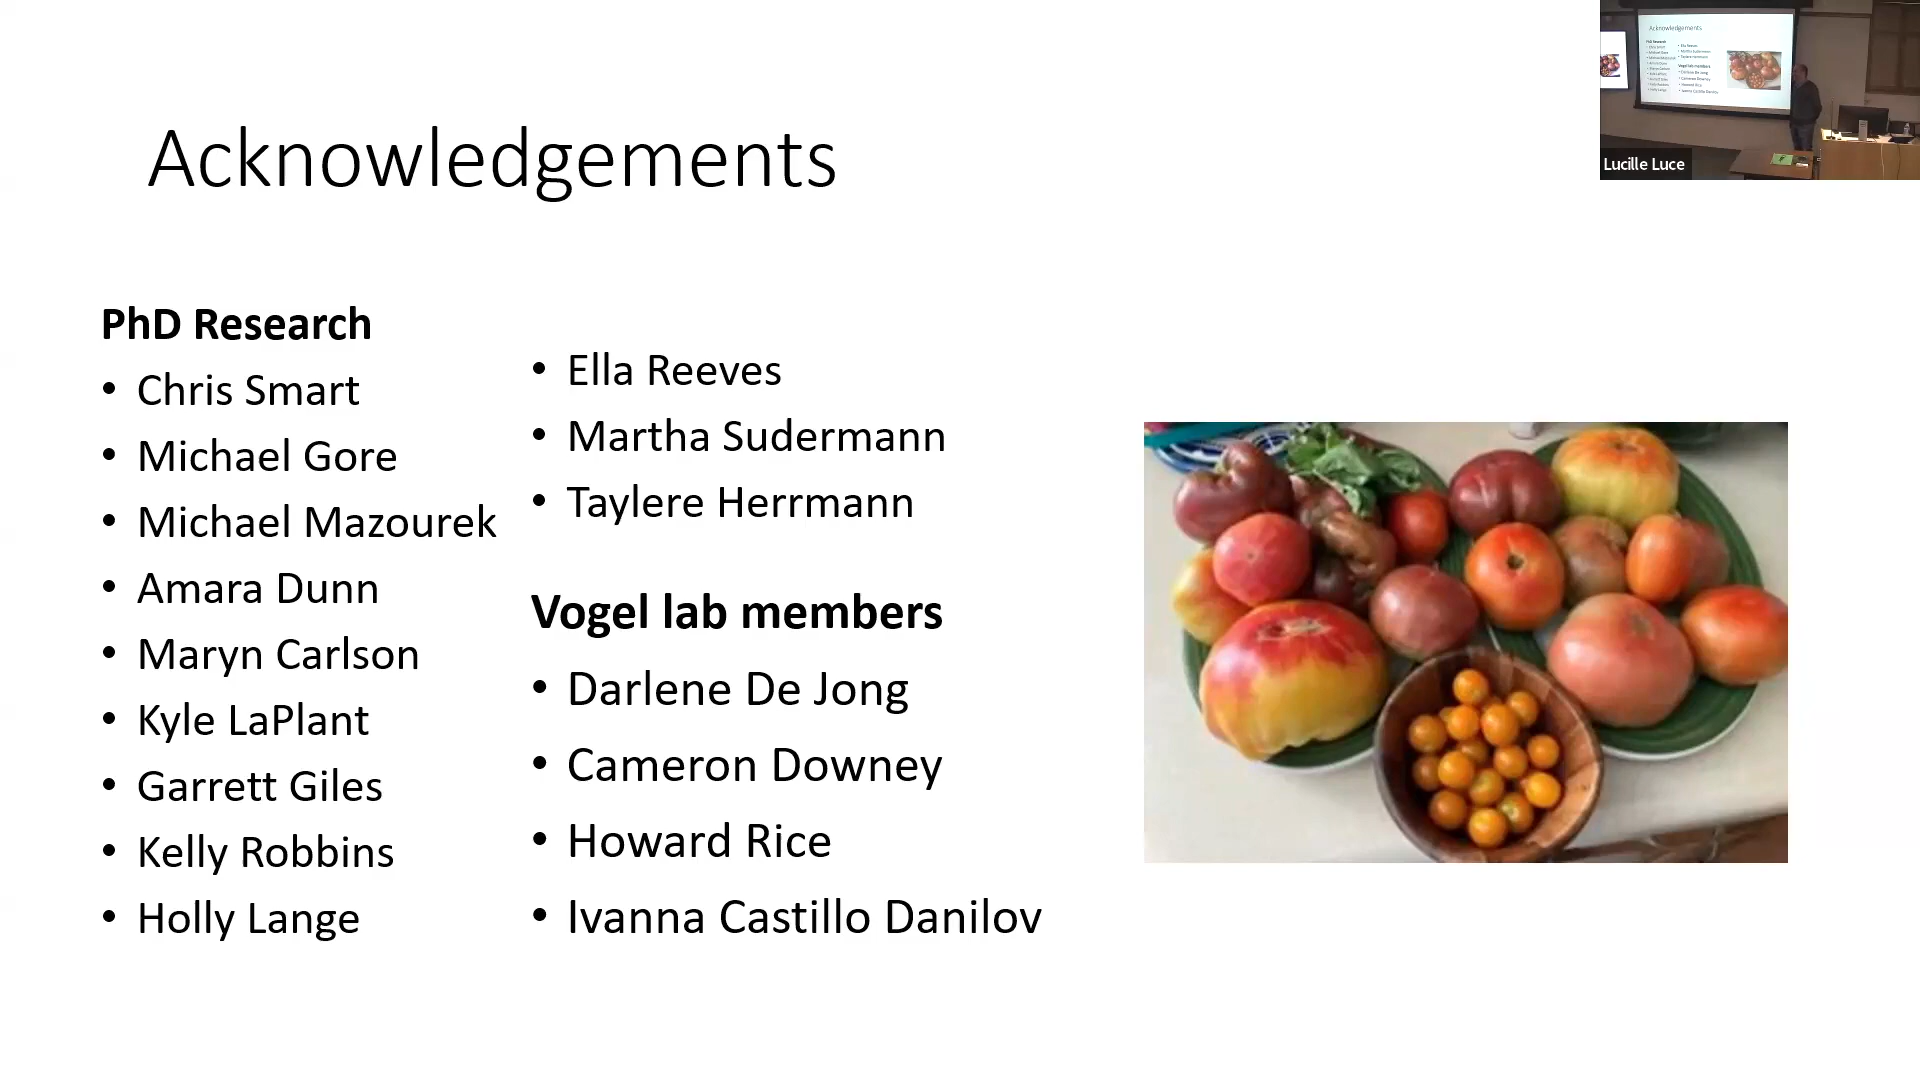 Acknowledgements
PhD Research
• Chris Smart
• Michael Gore
• Michael Mazourek
• Amara Dunn
• Maryn Carlson
• Kyle LaPlant
• Garrett Giles
• Kelly Robbins
• Holly Lange
• Ella Reeves
• Martha Sudermann
• Taylere Herrmann
Vogel lab members
• Darlene De Jong
• Cameron Downey
• Howard Rice
• Ivanna Castillo Danilov
Acknowledgements
Lucille Luce